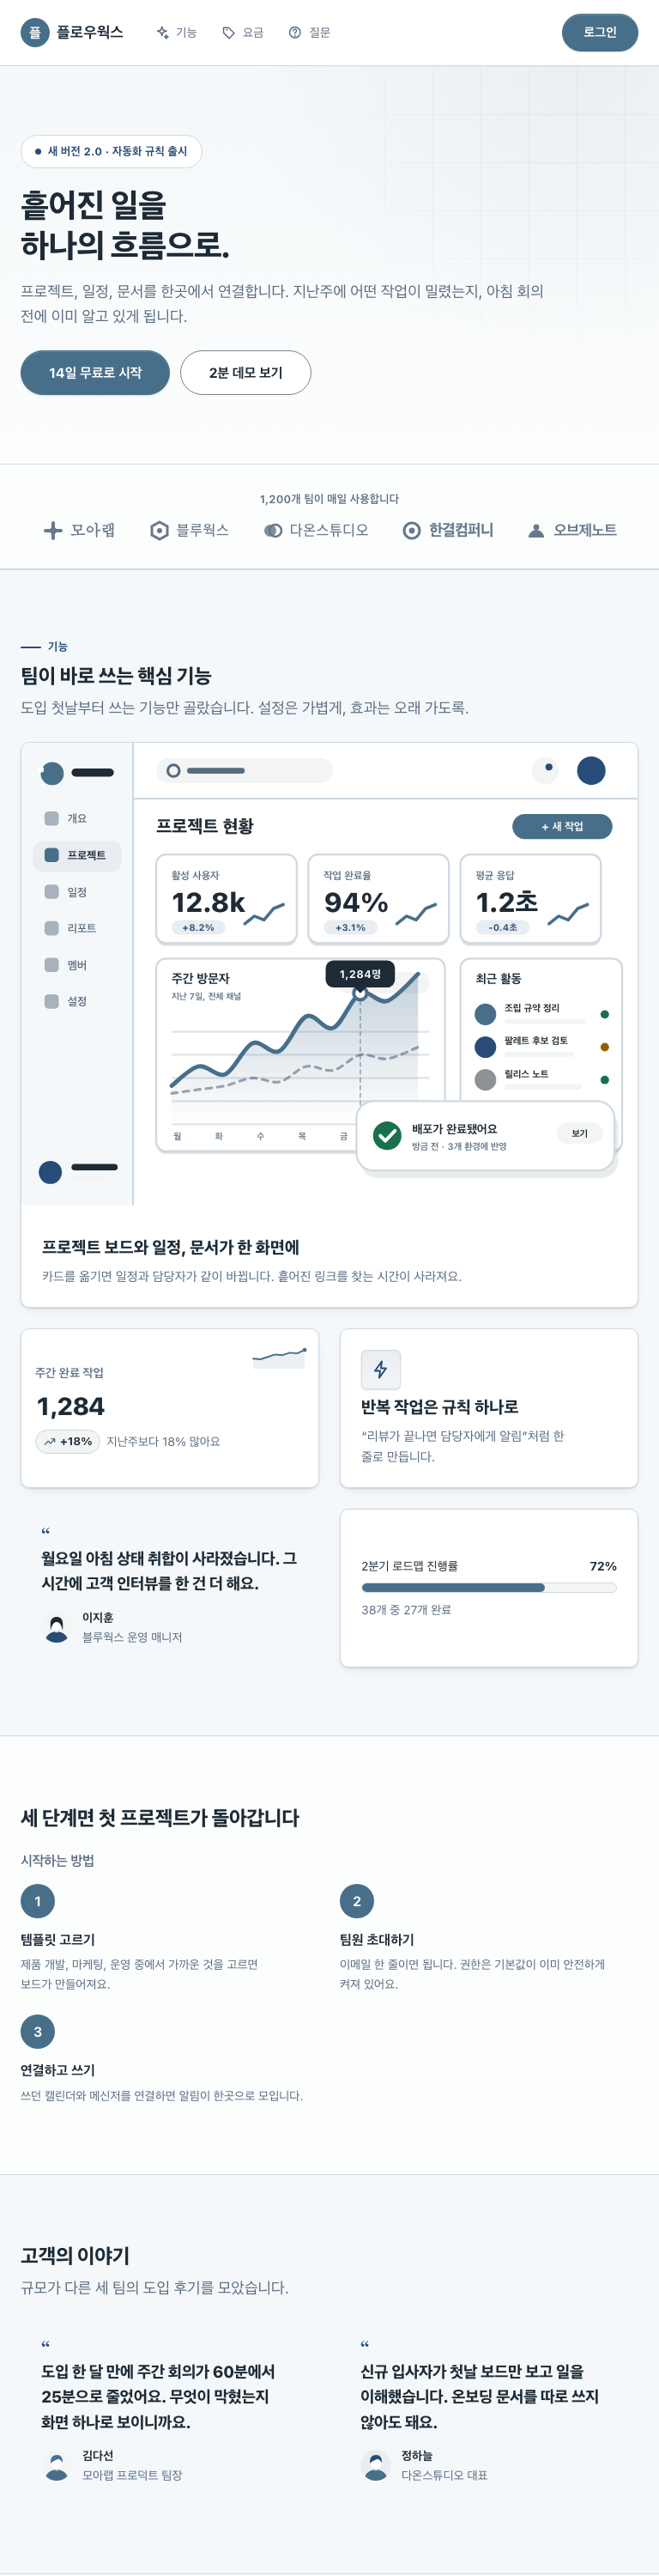 플 플로우웍스
기능
요금
질문
로그인
새 버전 2.0 · 자동화 규칙 출시
흩어진 일을
하나의 흐름으로.
프로젝트, 일정, 문서를 한곳에서 연결합니다. 지난주에 어떤 작업이 밀렸는지, 아침 회의
전에 이미 알고 있게 됩니다.
14일 무료로 시작
2분 데모 보기
1,200개 팀이 매일 사용합니다
모아랩
블루웍스
다온스튜디오
한결컴퍼니
오브제노트
기능
팀이 바로 쓰는 핵심 기능
도입 첫날부터 쓰는 기능만 골랐습니다. 설정은 가볍게, 효과는 오래 가도록.
개요
프로젝트
일정
리포트
멤버
설정
프로젝트 현황
+ 새 작업
활성 사용자
12.8k
+8.2%
작업 완료율
94%
+3.1%
평균 응답
1.2초
-0.4초
주간 방문자
지난 7일, 전체 채널
1,284명
월
화
수
목
금
최근 활동
조립 규약 정리
팔레트 후보 검토
릴리스 노트
배포가 완료됐어요
방금 전 · 3개 환경에 반영
보기
프로젝트 보드와 일정, 문서가 한 화면에
카드를 옮기면 일정과 담당자가 같이 바뀝니다. 흩어진 링크를 찾는 시간이 사라져요.
주간 완료 작업
1,284
+18%
지난주보다 18% 많아요
반복 작업은 규칙 하나로
“리뷰가 끝나면 담당자에게 알림”처럼 한
줄로 만듭니다.
“
월요일 아침 상태 취합이 사라졌습니다. 그
시간에 고객 인터뷰를 한 건 더 해요.
이지훈
블루웍스 운영 매니저
2분기 로드맵 진행률
72%
38개 중 27개 완료
세 단계면 첫 프로젝트가 돌아갑니다
시작하는 방법
1
템플릿 고르기
제품 개발, 마케팅, 운영 중에서 가까운 것을 고르면
보드가 만들어져요.
2
팀원 초대하기
이메일 한 줄이면 됩니다. 권한은 기본값이 이미 안전하게
켜져 있어요.
3
연결하고 쓰기
쓰던 캘린더와 메신저를 연결하면 알림이 한곳으로 모입니다.
고객의 이야기
규모가 다른 세 팀의 도입 후기를 모았습니다.
“
도입 한 달 만에 주간 회의가 60분에서
25분으로 줄었어요. 무엇이 막혔는지
화면 하나로 보이니까요.
김다선
모아랩 프로덕트 팀장
“
신규 입사자가 첫날 보드만 보고 일을
이해했습니다. 온보딩 문서를 따로 쓰지
않아도 돼요.
정하늘
다온스튜디오 대표